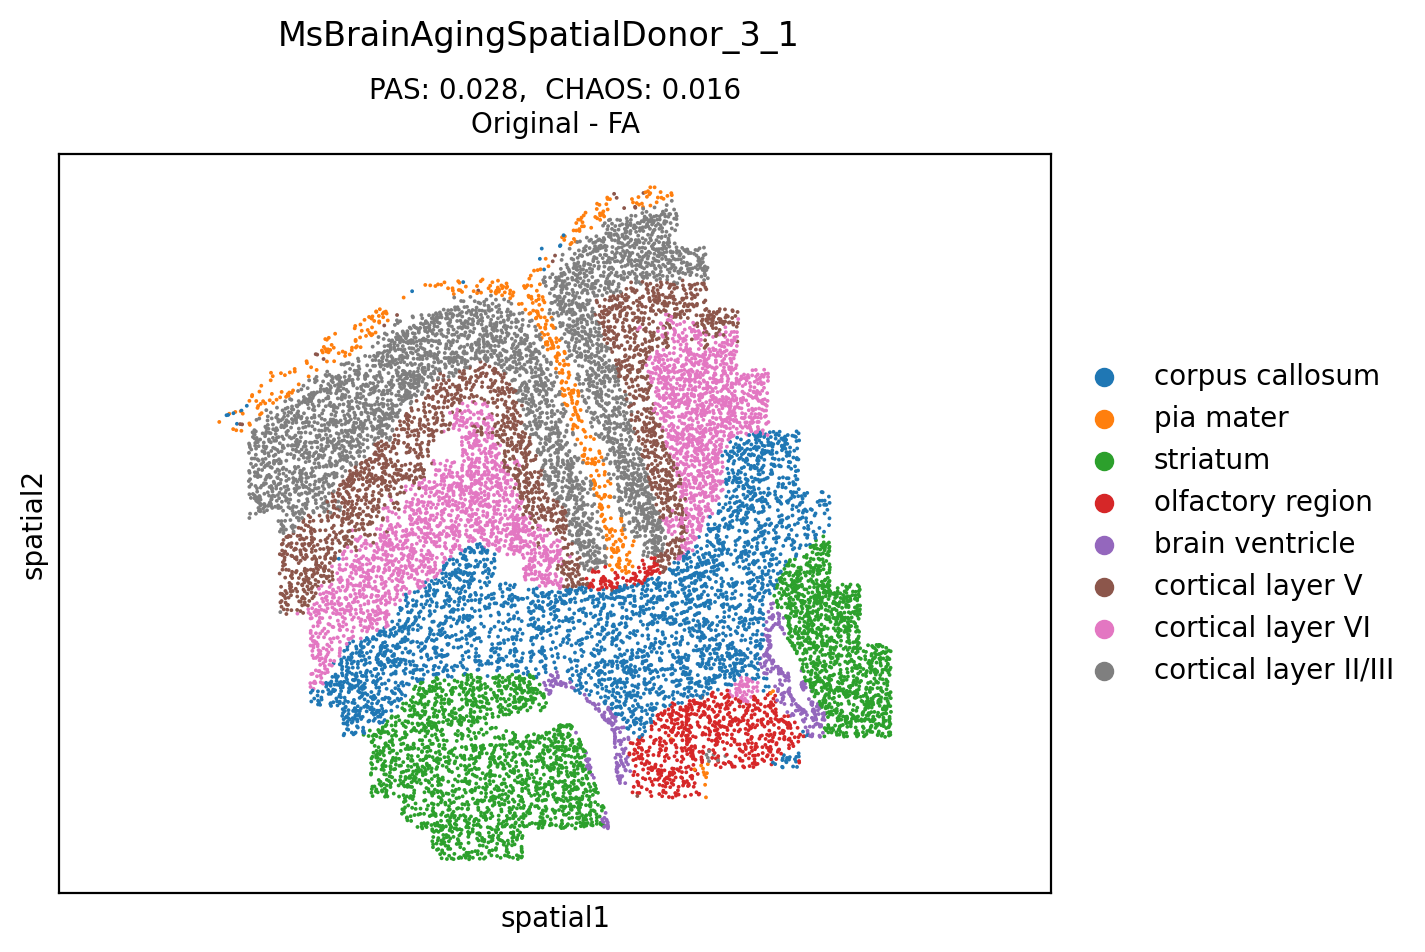 MsBrainAgingSpatialDonor_3_1
PAS: 0.028,  CHAOS: 0.016
Original - FA
spatial2
spatial1
corpus callosum
pia mater
striatum
olfactory region
brain ventricle
cortical layer V
cortical layer VI
cortical layer II/III